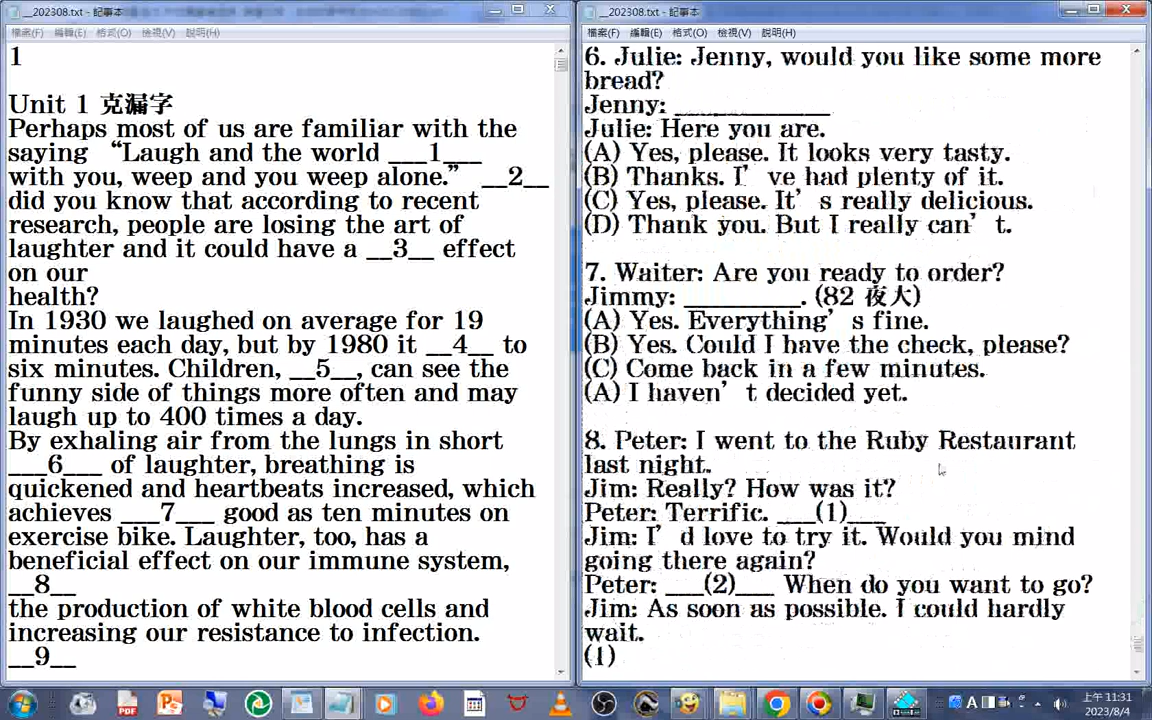 __202308.txt - 記事本
檔案(F) 編輯(E) 格式(O) 檢視(V) 說明(H)
1
Unit 1 克漏字
Perhaps most of us are familiar with the
saying “Laugh and the world ___1___
with you, weep and you weep alone.” __2__
did you know that according to recent
research, people are losing the art of
laughter and it could have a __3__ effect
on our
health?
In 1930 we laughed on average for 19
minutes each day, but by 1980 it __4__ to
six minutes. Children, __5__, can see the
funny side of things more often and may
laugh up to 400 times a day.
By exhaling air from the lungs in short
___6___ of laughter, breathing is
quickened and heartbeats increased, which
achieves ___7___ good as ten minutes on
exercise bike. Laughter, too, has a
beneficial effect on our immune system,
__8__
the production of white blood cells and
increasing our resistance to infection.
__9__
__202308.txt - 記事本
檔案(F) 編輯(E) 格式(O) 檢視(V) 說明(H)
6. Julie: Jenny, would you like some more
bread?
Jenny: _____________
Julie: Here you are.
(A) Yes, please. It looks very tasty.
(B) Thanks. I’ve had plenty of it.
(C) Yes, please. It’s really delicious.
(D) Thank you. But I really can’t.
7. Waiter: Are you ready to order?
Jimmy: __________. (82 夜大)
(A) Yes. Everything’s fine.
(B) Yes. Could I have the check, please?
(C) Come back in a few minutes.
(A) I haven’t decided yet.
8. Peter: I went to the Ruby Restaurant
last night.
Jim: Really? How was it?
Peter: Terrific. ___(1)___
Jim: I’d love to try it. Would you mind
going there again?
Peter: ___(2)___ When do you want to go?
Jim: As soon as possible. I could hardly
wait.
(1)
上午 11:31
2023/8/4